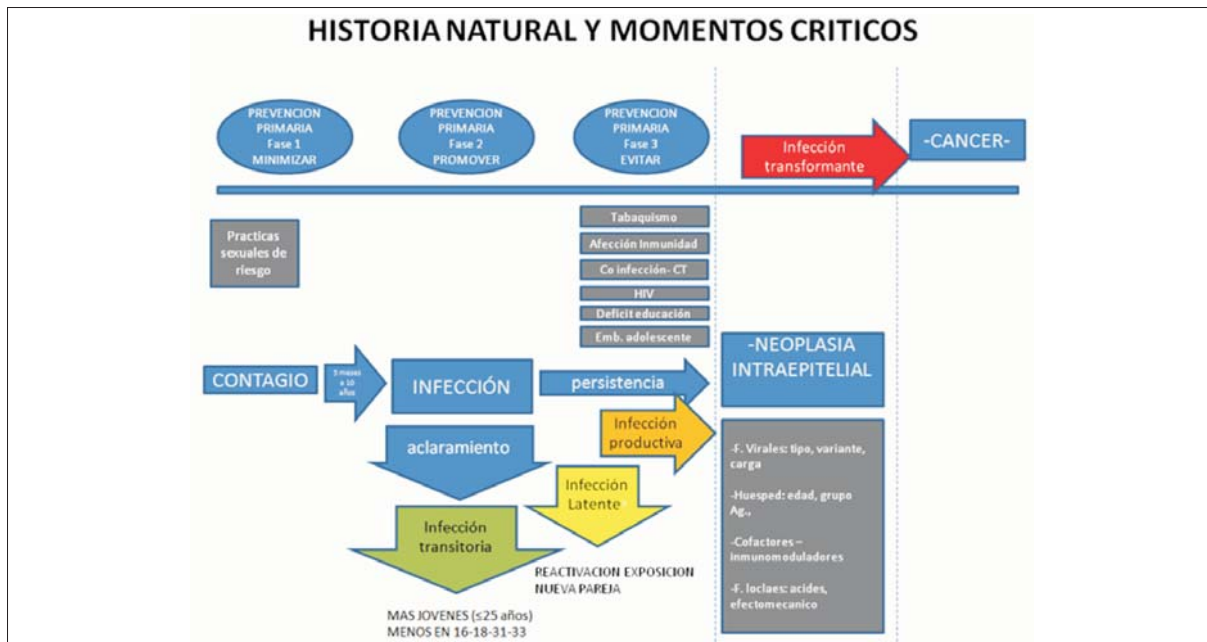 HISTORIA NATURAL Y MOMENTOS CRITICOS
PREVENCION
PRIMARIA
Fase 1
MINIMIZAR
PREVENCION
PRIMARIA
Fase 2
PROMOVER
PREVENCION
PRIMARIA
Fase 3
EVITAR
Infección
transformante
-CANCER-
Practicas
sexuales de
riesgo
Tabaquismo
Afección Inmunidad
Co infección- CT
HIV
Deficit educación
Emb. adolescente
CONTAGIO
3 meses
a 10
años
INFECCIÓN
persistencia
-NEOPLASIA
INTRAEPITELIAL
aclaramiento
Infección
productiva
Infección
Latente
Infección
transitoria
-F. Virales: tipo, variante,
carga
-Huesped: edad, grupo
Ag.,
-Cofactores –
Inmunomoduladores
-F. loclaes: acides,
efectomecanico
REACTIVACION EXPOSICION
NUEVA PAREJA
MAS JOVENES (≤25 años)
MENOS EN 16-18-31-33